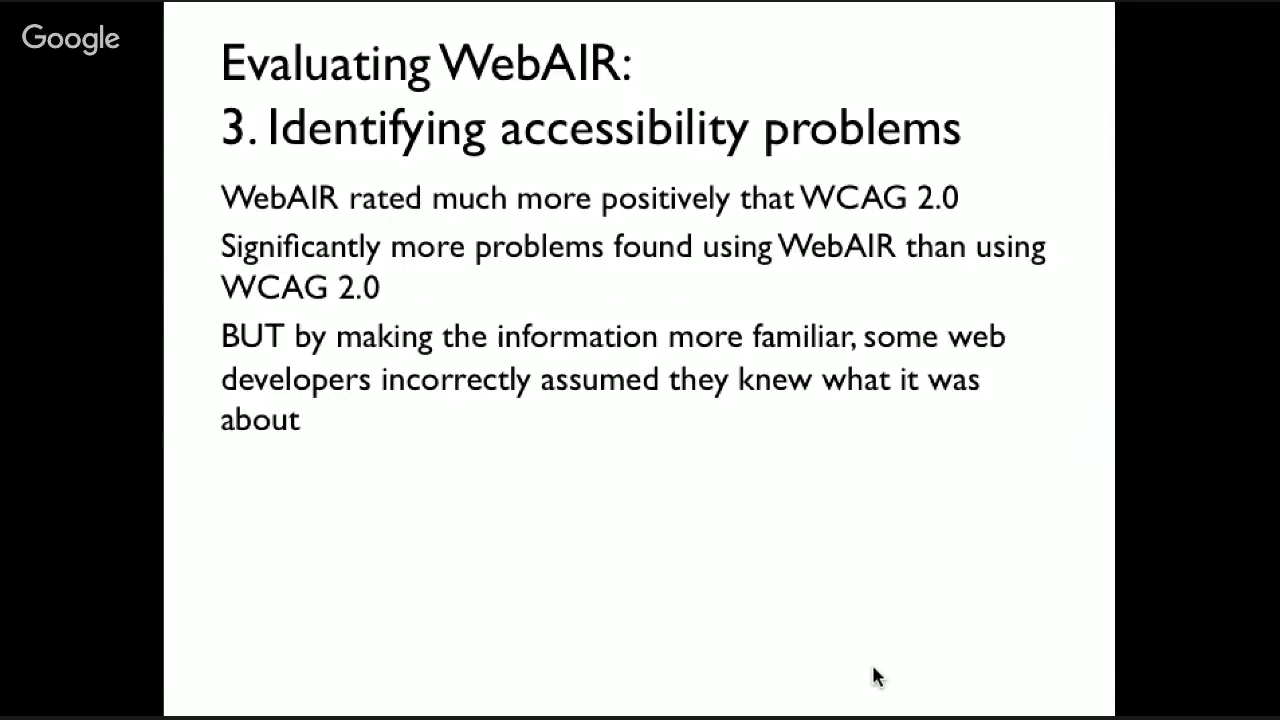 Google
Evaluating WebAIR:
3. Identifying accessibility problems
WebAIR rated much more positively that WCAG 2.0
Significantly more problems found using WebAIR than using
WCAG 2.0
BUT by making the information more familiar, some web
developers incorrectly assumed they knew what it was
about